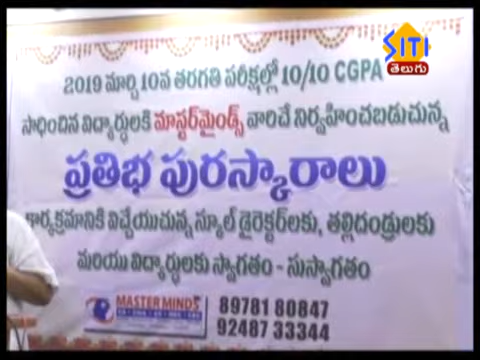 SITI
తెలుగు
2019 మార్చి 10వ తరగతి పరీక్షల్లో 10/10 CGPA
సాధించిన విద్యార్థులకి మాస్టర్‌మైండ్స్ వారిచే నిర్వహించబడుచున్న
ప్రతిభ పురస్కారాలు
కార్యక్రమానికి విచ్చేయుచున్న స్కూల్ డైరెక్టర్‌లకు, తల్లిదండ్రులకు
మరియు విద్యార్థులకు స్వాగతం - సుస్వాగతం
MASTER MINDS
89781 80847
92487 33344